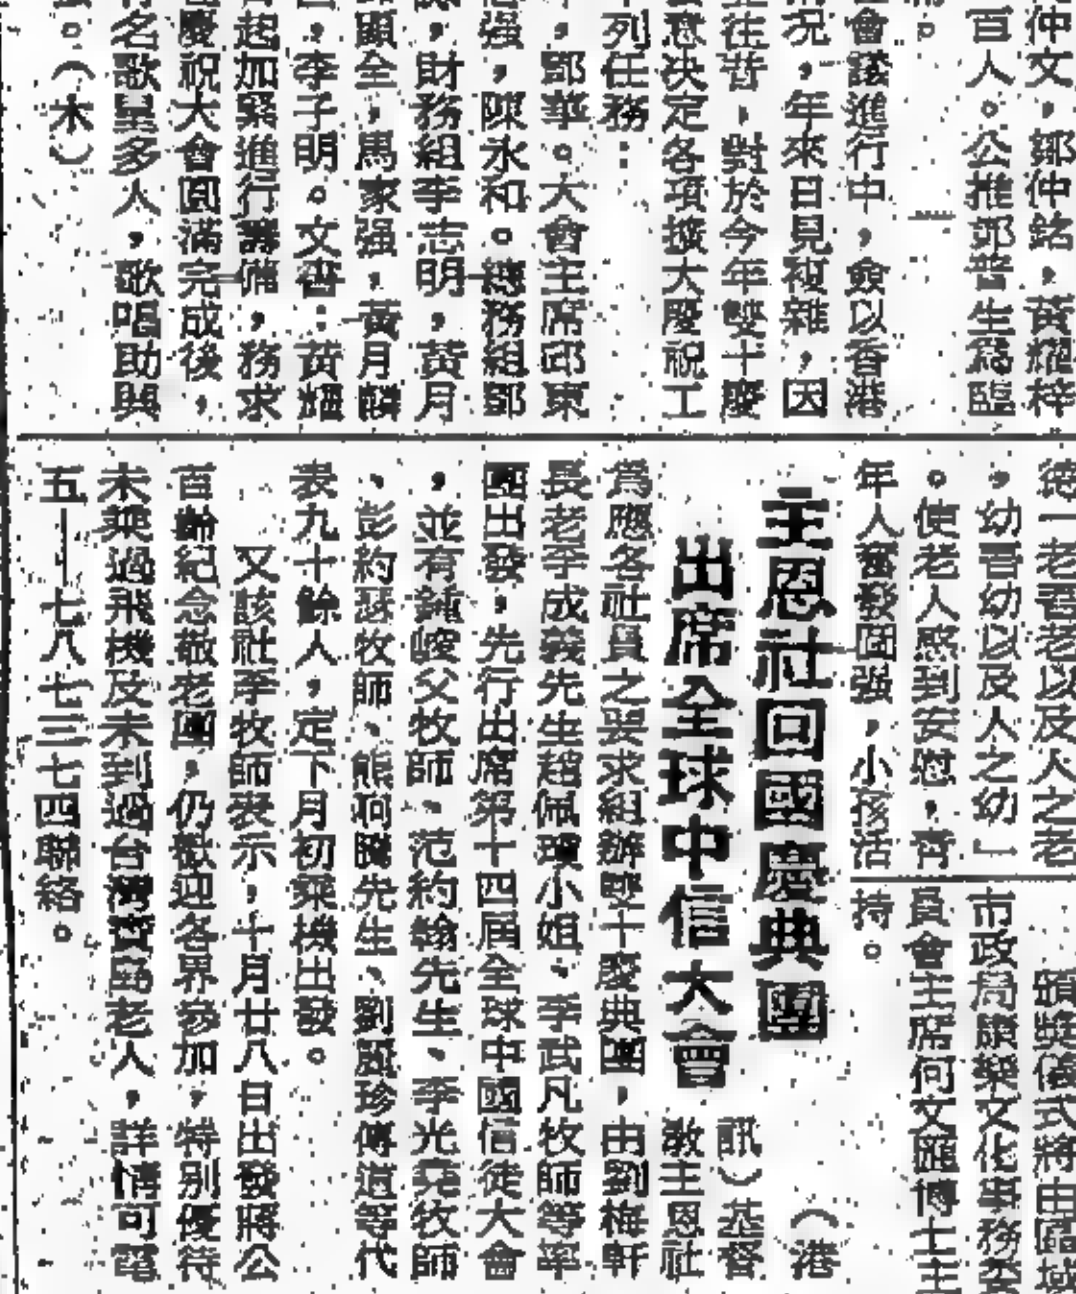 仲文，鄒仲銘，黃耀梓
百人。公推鄧普生爲臨
會議進行中，僉以香港
况，年來日見複雜，因
往昔，對於今年雙十慶
意决定各項擴大慶祝工
列任務：
，鄧華。大會主席邱東
强，陳永和。總務組鄧
，財務組李志明，黃月
顯全，馬家强，黃月麟
，李子明。文書：黃耀
起加緊進行籌備，務求
慶祝大會圓滿完成後，
名歌星多人，歌唱助興
。（木）
德一老吾老以及人之老
，幼吾幼以及人之幼」
。使老人感到安慰，青
年人奮發圖强，小孩活
頒獎儀式將由區域
市政局康樂文化事務委
員會主席何文匯博士主
持。
主恩社回國慶典團
出席全球中信大會
（港
訊）基督
教主恩社
爲應各社員之要求組辦雙十慶典團，由劉梅軒
長老李成義先生趙佩瓊小姐、李武凡牧師等率
團出發，先行出席第十四屆全球中國信徒大會
，並有鍾峻父牧師、范約翰先生、李光堯牧師
、彭約瑟牧師、熊烱騰先生、劉鳳珍傳道等代
表九十餘人，定下月初乘機出發。
又該社李牧師表示，十月廿八日出發將公
百齡紀念敬老團，仍歡迎各界參加，特別優待
未乘過飛機及未到過台灣寶島老人，詳情可電
五—七八七三七四聯絡。